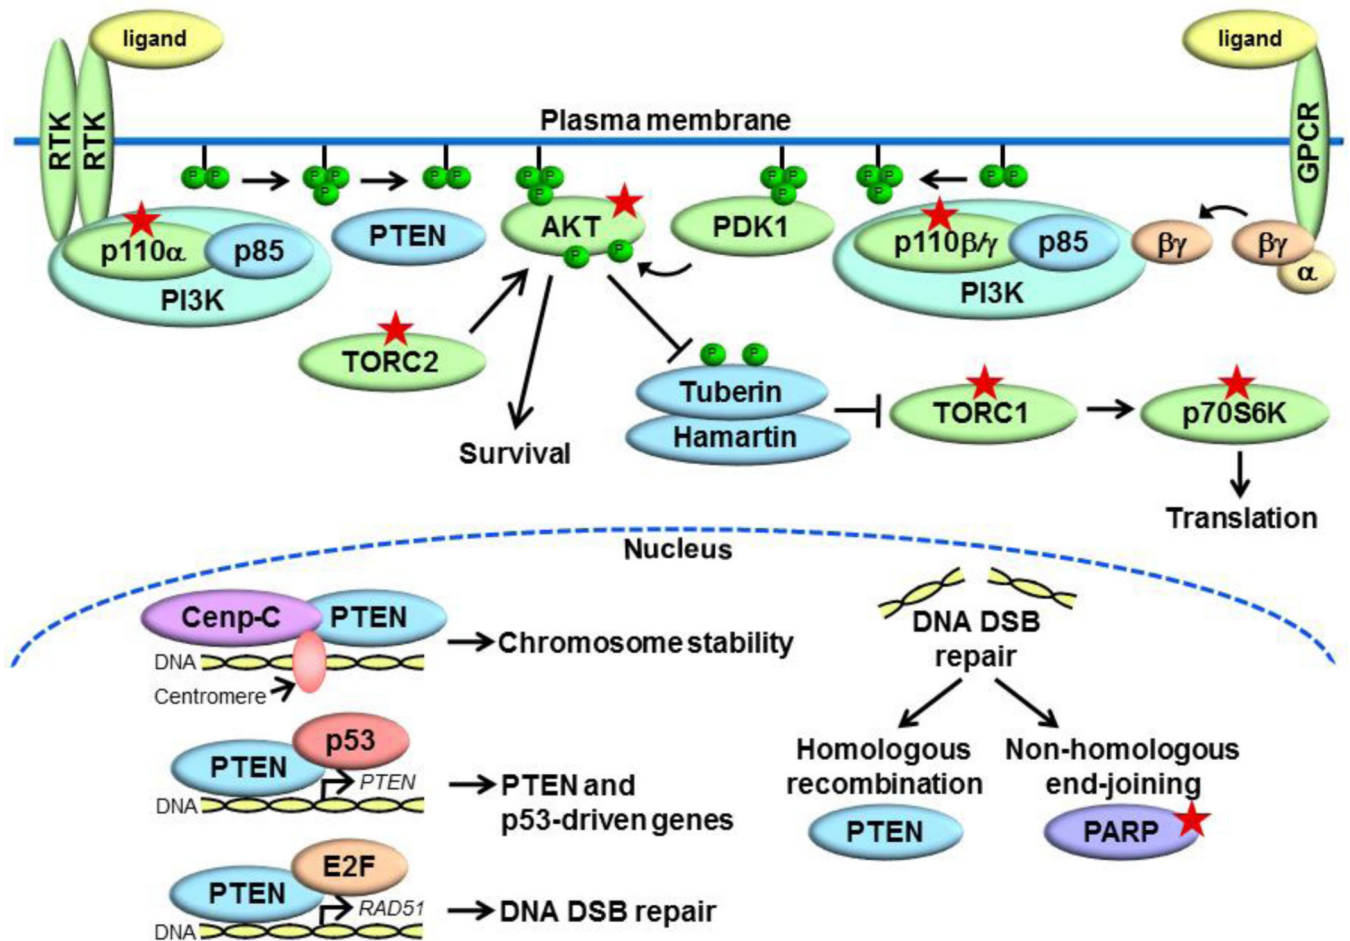 ligand
ligand
RTK
RTK
GPCR
Plasma membrane
P P
P P P
P P
P P P
P P P
P P P
P P
p110α
p85
PI3K
PTEN
AKT
P P
PDK1
p110β/γ
p85
PI3K
βγ
βγ
α
TORC2
P P
Tuberin
Hamartin
TORC1
p70S6K
Survival
Translation
Nucleus
Cenp-C
PTEN
DNA
Centromere
Chromosome stability
p53
PTEN
PTEN
DNA
PTEN and
p53-driven genes
E2F
PTEN
RAD51
DNA
DNA DSB repair
DNA DSB
repair
Homologous
recombination
PTEN
Non-homologous
end-joining
PARP